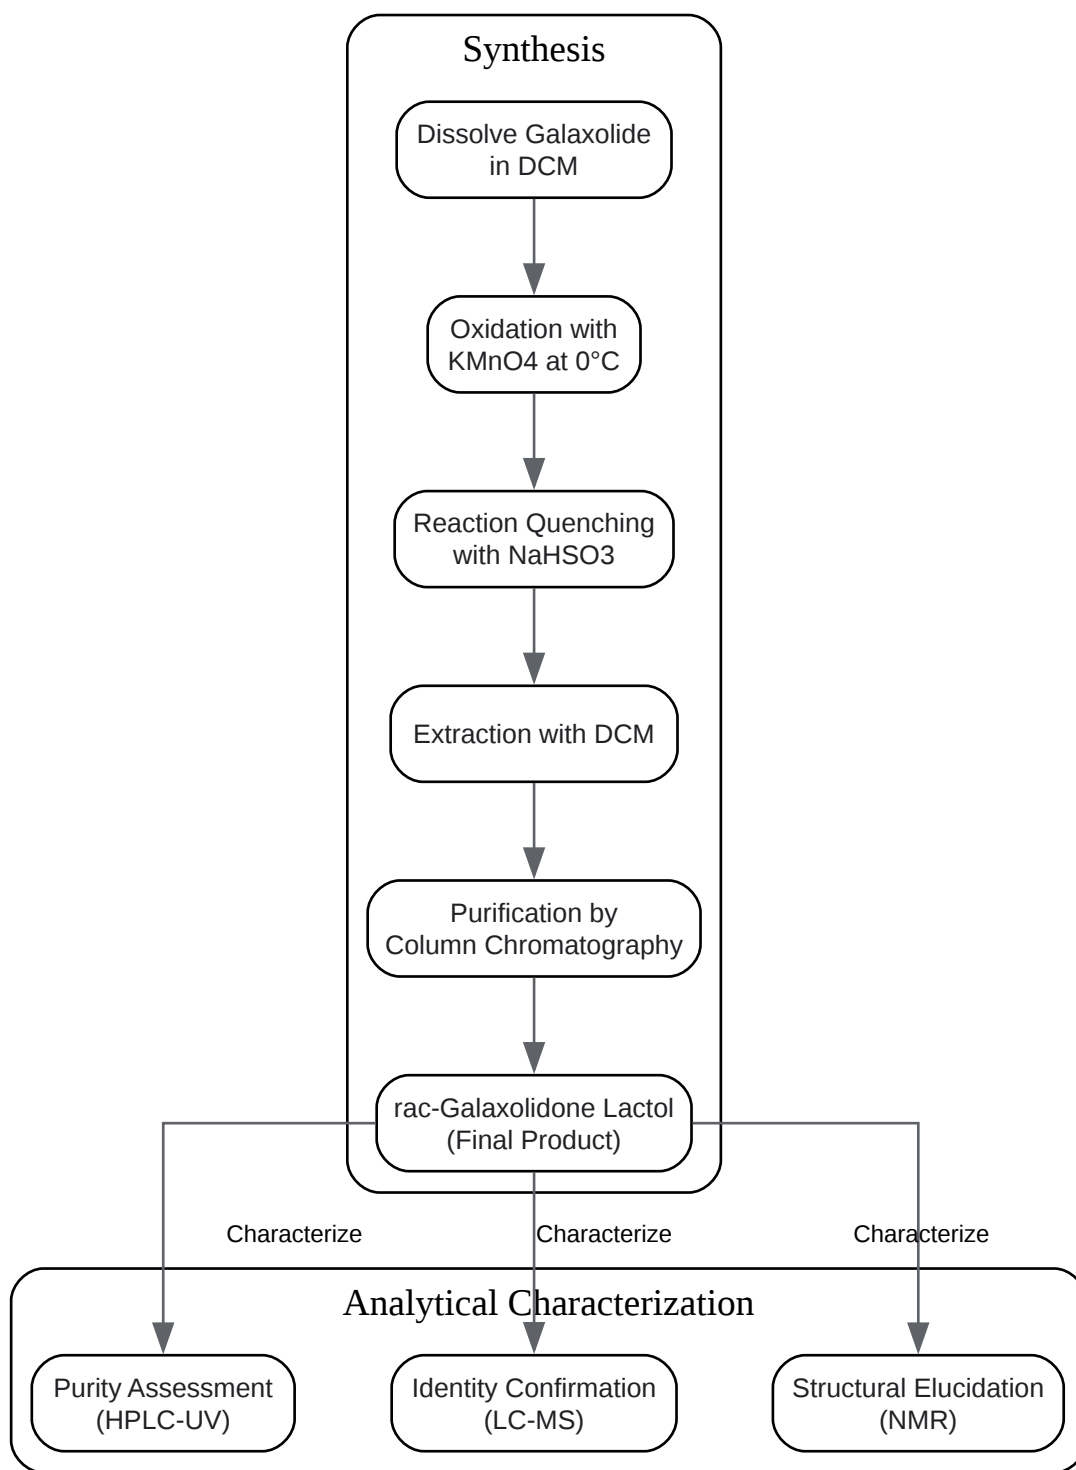 Synthesis
Dissolve Galaxolide
in DCM
Oxidation with
KMnO4 at 0°C
Reaction Quenching
with NaHSO3
Extraction with DCM
Purification by
Column Chromatography
rac-Galaxolidone Lactol
(Final Product)
Characterize
Characterize
Characterize
Analytical Characterization
Purity Assessment
(HPLC-UV)
Identity Confirmation
(LC-MS)
Structural Elucidation
(NMR)